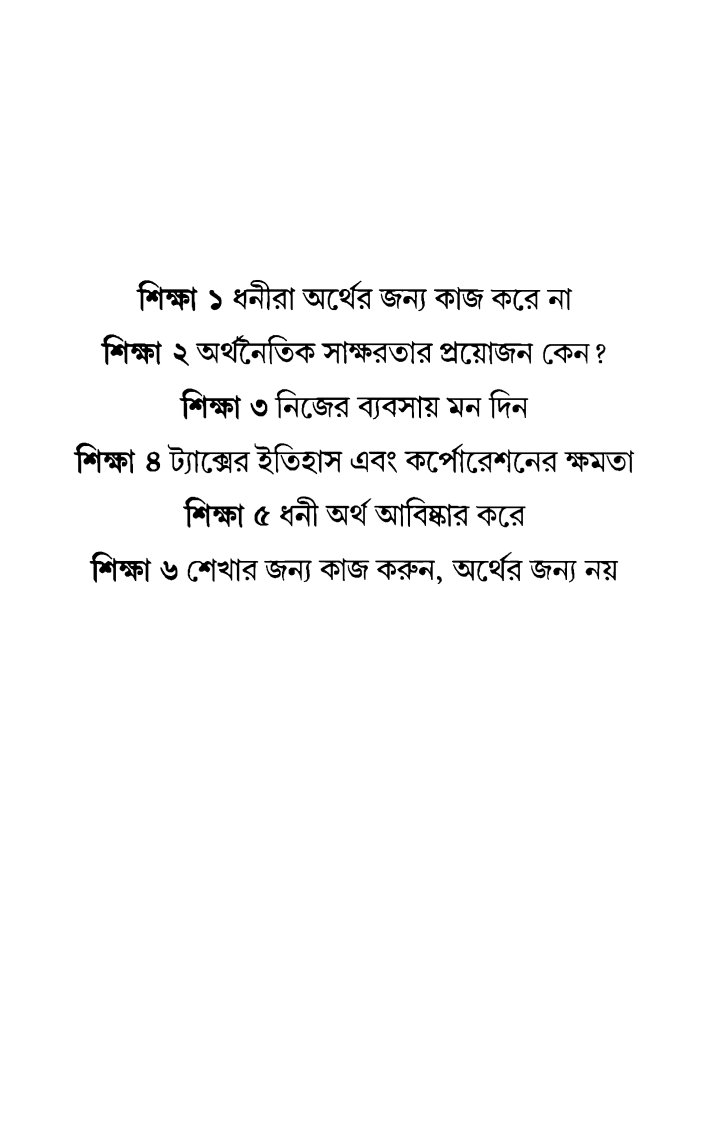 শিক্ষা ১ ধনীরা অর্থের জন্য কাজ করে না
শিক্ষা ২ অর্থনৈতিক সাক্ষরতার প্রয়োজন কেন?
শিক্ষা ৩ নিজের ব্যবসায় মন দিন
শিক্ষা ৪ ট্যাক্সের ইতিহাস এবং কর্পোরেশনের ক্ষমতা
শিক্ষা ৫ ধনী অর্থ আবিষ্কার করে
শিক্ষা ৬ শেখার জন্য কাজ করুন, অর্থের জন্য নয়